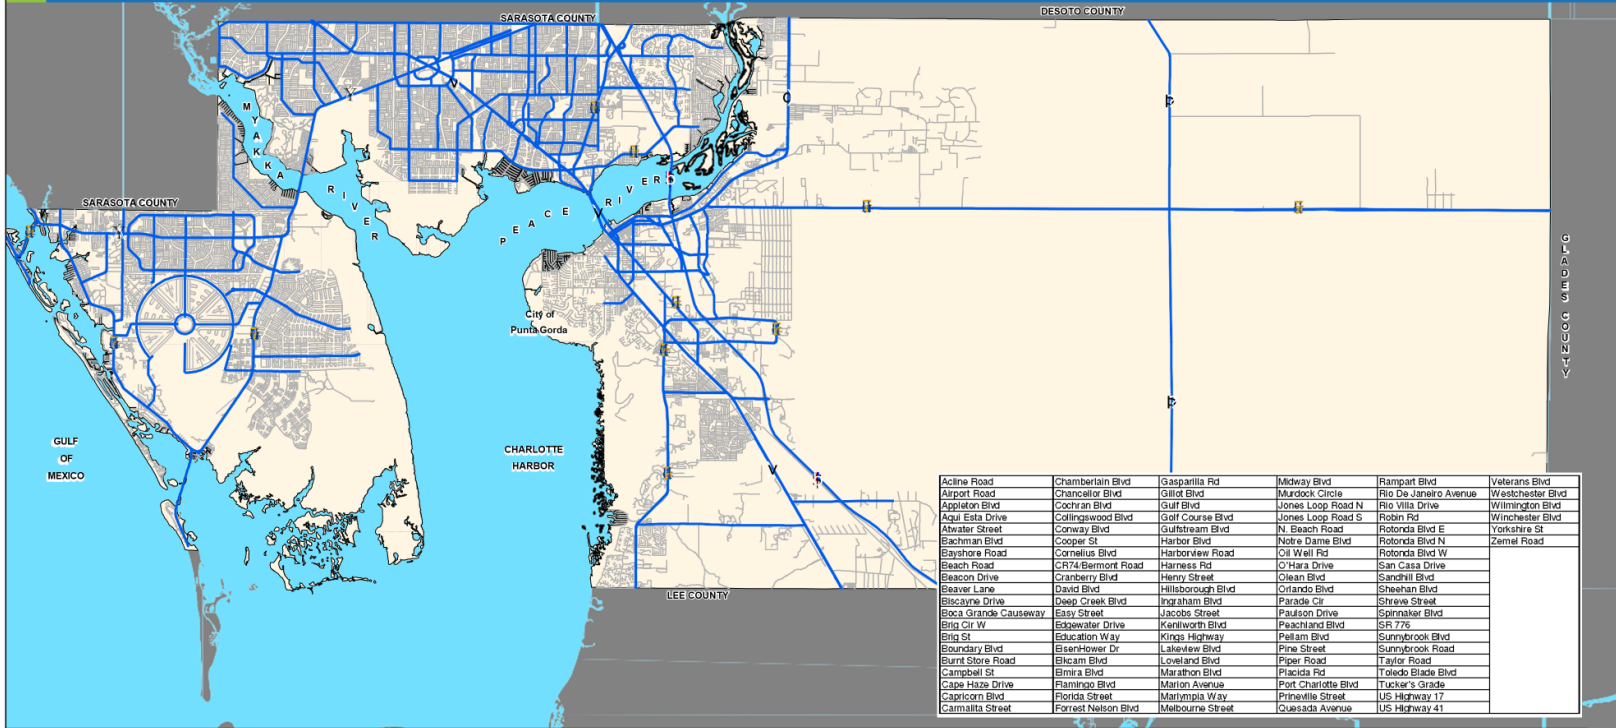 SARASOTA COUNTY
DESOTO COUNTY
MYAKKA RIVER
PEACE RIVER
SARASOTA COUNTY
GLADES COUNTY
City of
Punta Gorda
GULF
OF
MEXICO
CHARLOTTE
HARBOR
LEE COUNTY
Acline Road Chamberlain Blvd Gasparilla Rd Midway Blvd Rampart Blvd Veterans Blvd
Airport Road Chancellor Blvd Gillot Blvd Murdock Circle Rio De Janeiro Avenue Westchester Blvd
Appleton Blvd Cochran Blvd Gulf Blvd Jones Loop Road N Rio Villa Drive Wilmington Blvd
Aqui Esta Drive Collingswood Blvd Golf Course Blvd Jones Loop Road S Robin Rd Winchester Blvd
Atwater Street Conway Blvd Gulfstream Blvd N. Beach Road Rotonda Blvd E Yorkshire St
Bachman Blvd Cooper St Harbor Blvd Notre Dame Blvd Rotonda Blvd N Zemel Road
Bayshore Road Cornelius Blvd Harborview Road Oil Well Rd Rotonda Blvd W
Beach Road CR74/Bermont Road Harness Rd O'Hara Drive San Casa Drive
Beacon Drive Cranberry Blvd Henry Street Olean Blvd Sandhill Blvd
Beaver Lane David Blvd Hillsborough Blvd Orlando Blvd Sheehan Blvd
Biscayne Drive Deep Creek Blvd Ingraham Blvd Parade Cir Shreve Street
Boca Grande Causeway Easy Street Jacobs Street Paulson Drive Spinnaker Blvd
Brig Cir W Edgewater Drive Kenilworth Blvd Peachland Blvd SR 776
Brig St Education Way Kings Highway Pellam Blvd Sunnybrook Blvd
Boundary Blvd EisenHower Dr Lakeview Blvd Pine Street Sunnybrook Road
Burnt Store Road Elkcam Blvd Loveland Blvd Piper Road Taylor Road
Campbell St Elmira Blvd Marathon Blvd Placida Rd Toledo Blade Blvd
Cape Haze Drive Flamingo Blvd Marion Avenue Port Charlotte Blvd Tucker's Grade
Capricorn Blvd Florida Street Marlympia Way Prineville Street US Highway 17
Carmalita Street Forrest Nelson Blvd Melbourne Street Quesada Avenue US Highway 41